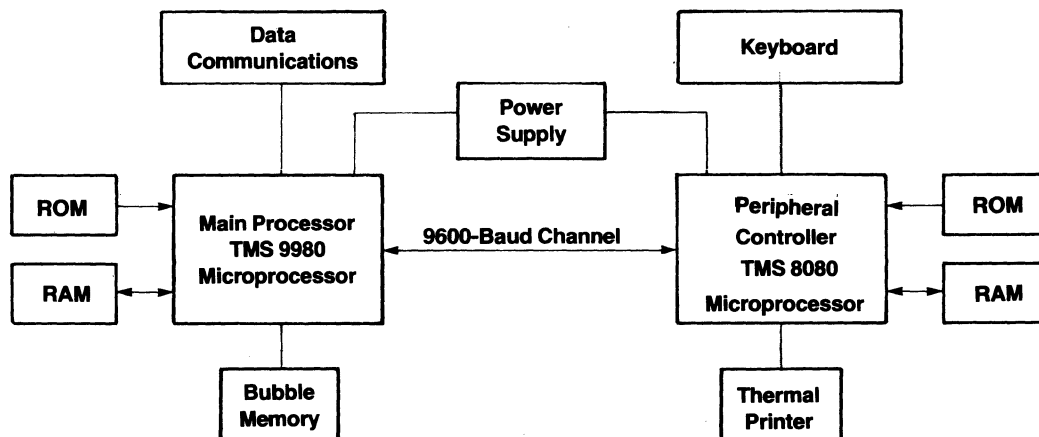 Data
Communications
Keyboard
Power
Supply
ROM
Main Processor
TMS 9980
Microprocessor
RAM
9600-Baud Channel
Peripheral
Controller
TMS 8080
Microprocessor
ROM
RAM
Bubble
Memory
Thermal
Printer